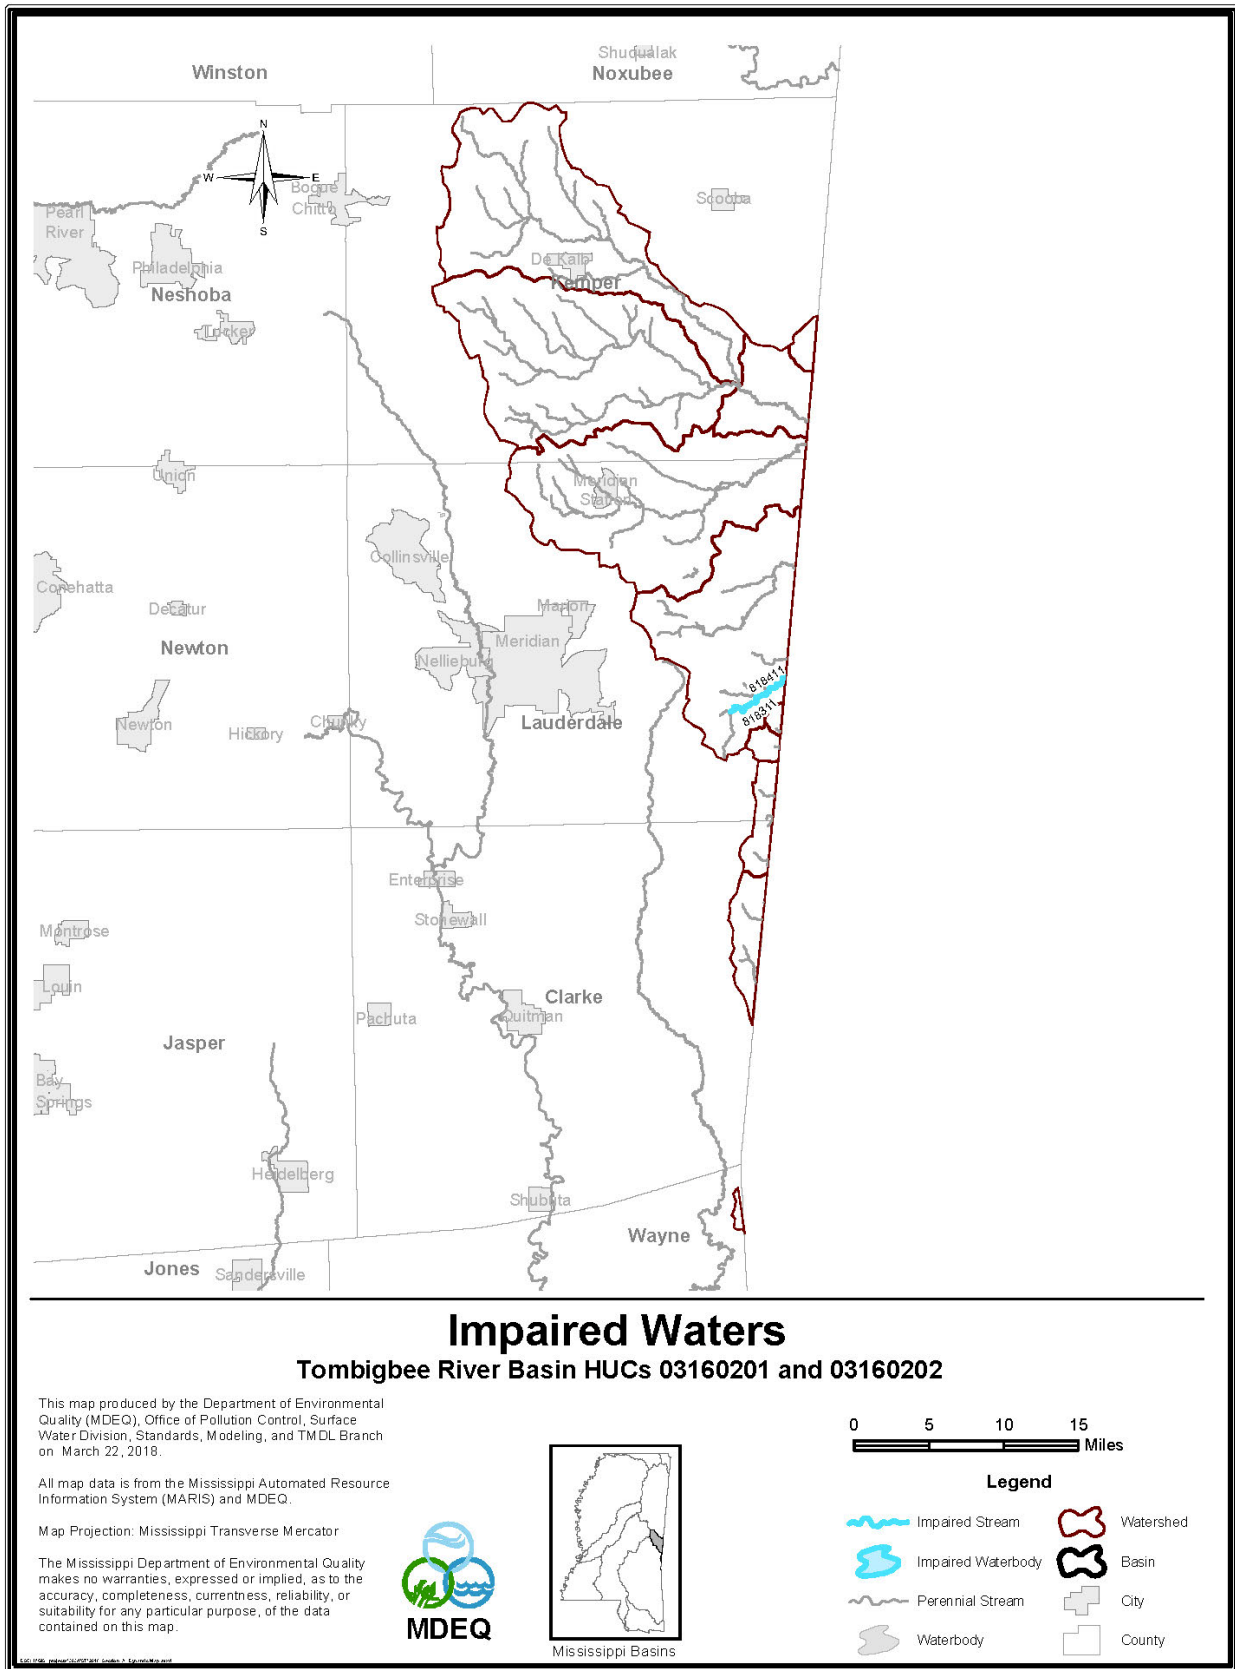 Shuqualak
Winston
Noxubee
N
W
E
S
Bogue
Chitto
Scooba
Pearl
River
Philadelphia
De Kalb
Kemper
Neshoba
Tucker
Union
Meridian
Station
Collinsville
Conehatta
Decatur
Marion
Newton
Meridian
Nellieburg
818411
818311
Newton
Hickory
Chunky
Lauderdale
Enterprise
Stonewall
Montrose
Louin
Clarke
Pachuta
Quitman
Jasper
Bay
Springs
Heidelberg
Shubuta
Wayne
Jones
Sandersville
Impaired Waters
Tombigbee River Basin HUCs 03160201 and 03160202
This map produced by the Department of Environmental
Quality (MDEQ), Office of Pollution Control, Surface
Water Division, Standards, Modeling, and TMDL Branch
on March 22, 2018.
All map data is from the Mississippi Automated Resource
Information System (MARIS) and MDEQ.
Map Projection: Mississippi Transverse Mercator
The Mississippi Department of Environmental Quality
makes no warranties, expressed or implied, as to the
accuracy, completeness, currentness, reliability, or
suitability for any particular purpose, of the data
contained on this map.
MDEQ
Mississippi Basins
0 5 10 15
Miles
Legend
Impaired Stream
Watershed
Impaired Waterbody
Basin
Perennial Stream
City
Waterbody
County